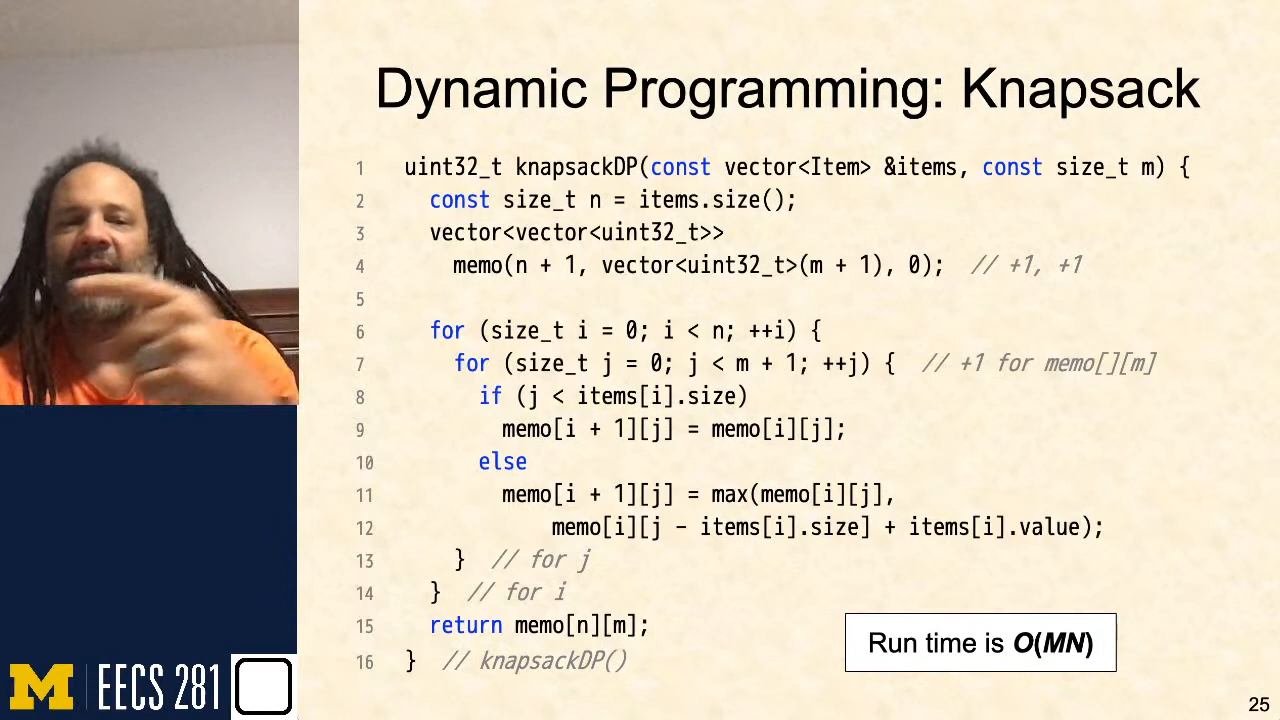 Dynamic Programming: Knapsack
1 uint32_t knapsackDP(const vector<Item> &items, const size_t m) {
2 const size_t n = items.size();
3 vector<vector<uint32_t>>
4 memo(n + 1, vector<uint32_t>(m + 1), 0); // +1, +1
5
6 for (size_t i = 0; i < n; ++i) {
7 for (size_t j = 0; j < m + 1; ++j) { // +1 for memo[][m]
8 if (j < items[i].size)
9 memo[i + 1][j] = memo[i][j];
10 else
11 memo[i + 1][j] = max(memo[i][j],
12 memo[i][j - items[i].size] + items[i].value);
13 } // for j
14 } // for i
15 return memo[n][m];
16 } // knapsackDP()
Run time is O(MN)
M EECS 281
25